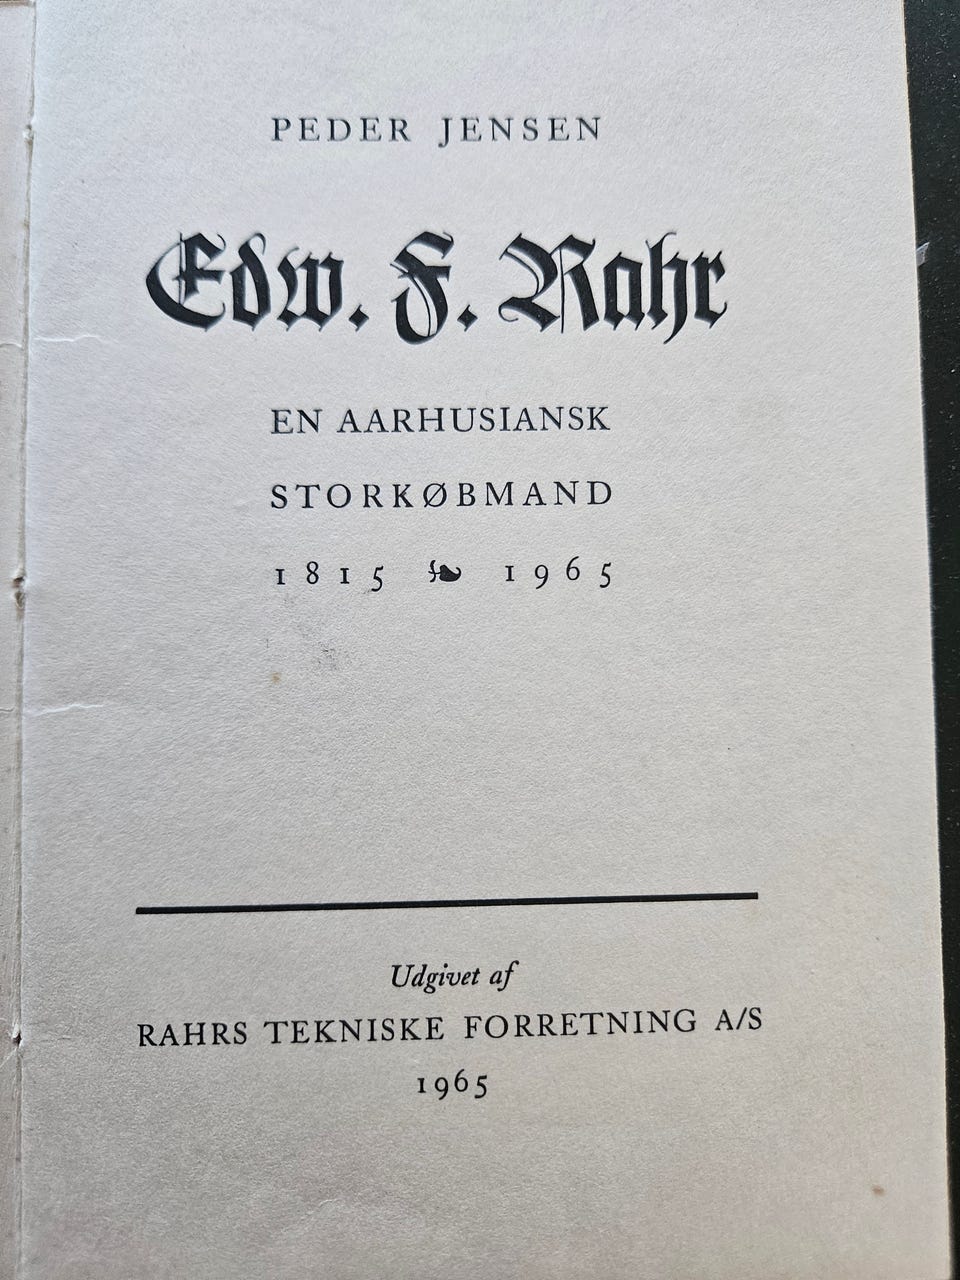 PEDER JENSEN
Edw. F. Rahr
EN AARHUSIANSK
STORKØBMAND
1815 ❧ 1965
Udgivet af
RAHRS TEKNISKE FORRETNING A/S
1965